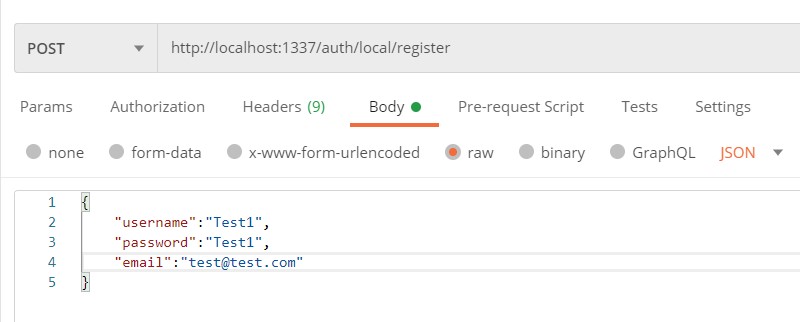 POST http://localhost:1337/auth/local/register
Params Authorization Headers (9) Body Pre-request Script Tests Settings
none form-data x-www-form-urlencoded raw binary GraphQL JSON
1 {
2 "username":"Test1",
3 "password":"Test1",
4 "email":"test@test.com"
5 }